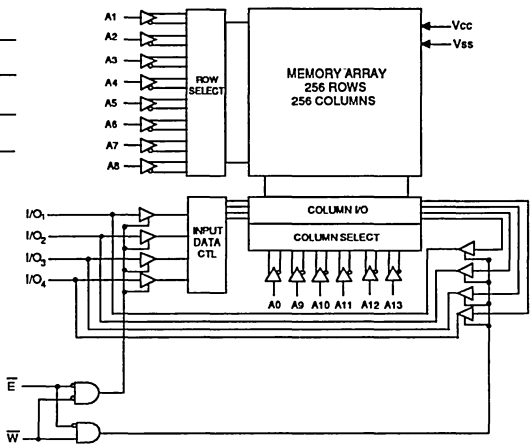 A1
A2
A3
A4
A5
A6
A7
A8
ROW
SELECT
MEMORY ARRAY
256 ROWS
256 COLUMNS
Vcc
Vss
I/O1
I/O2
I/O3
I/O4
INPUT
DATA
CTL
COLUMN I/O
COLUMN SELECT
A0 A9 A10 A11 A12 A13
E
W